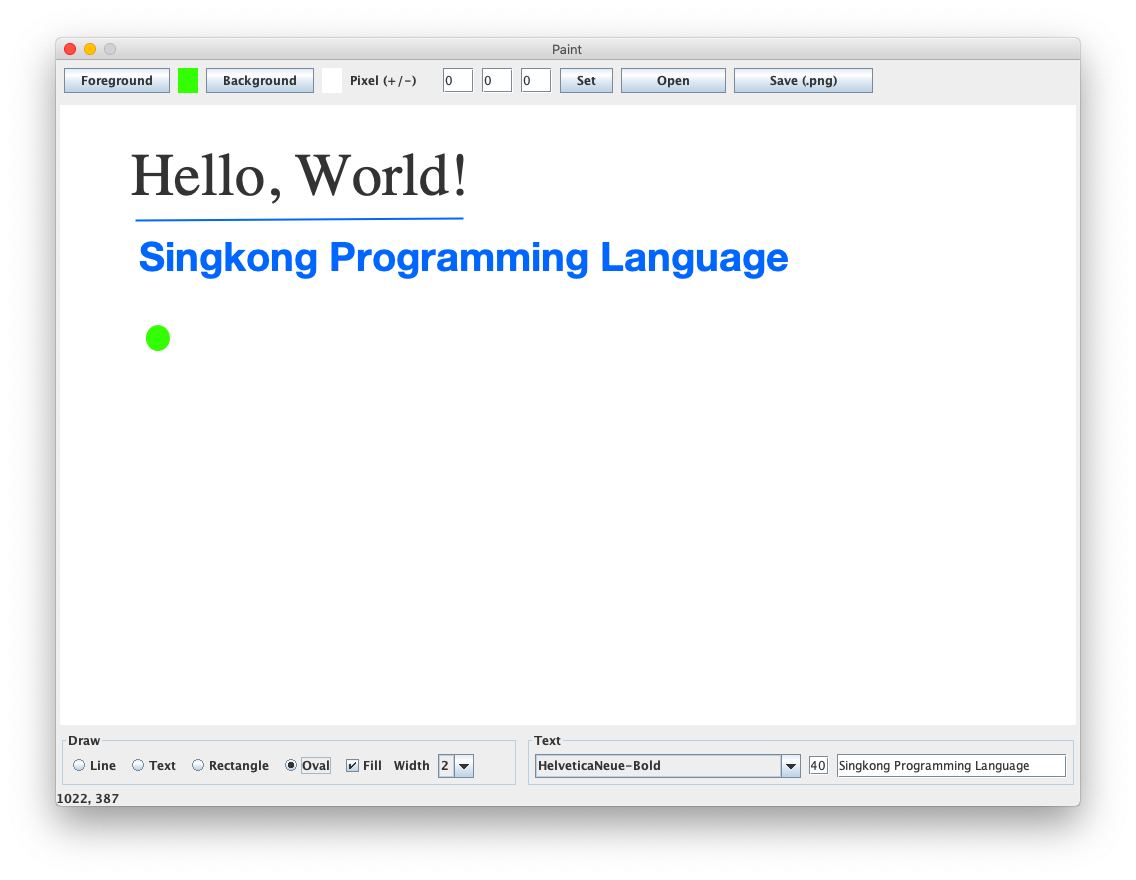 Paint
Foreground Background Pixel (+/-) 0 0 0 Set Open Save (.png)
Hello, World!
Singkong Programming Language
Draw
Line Text Rectangle Oval Fill Width 2
Text
HelveticaNeue-Bold 40 Singkong Programming Language
1022, 387